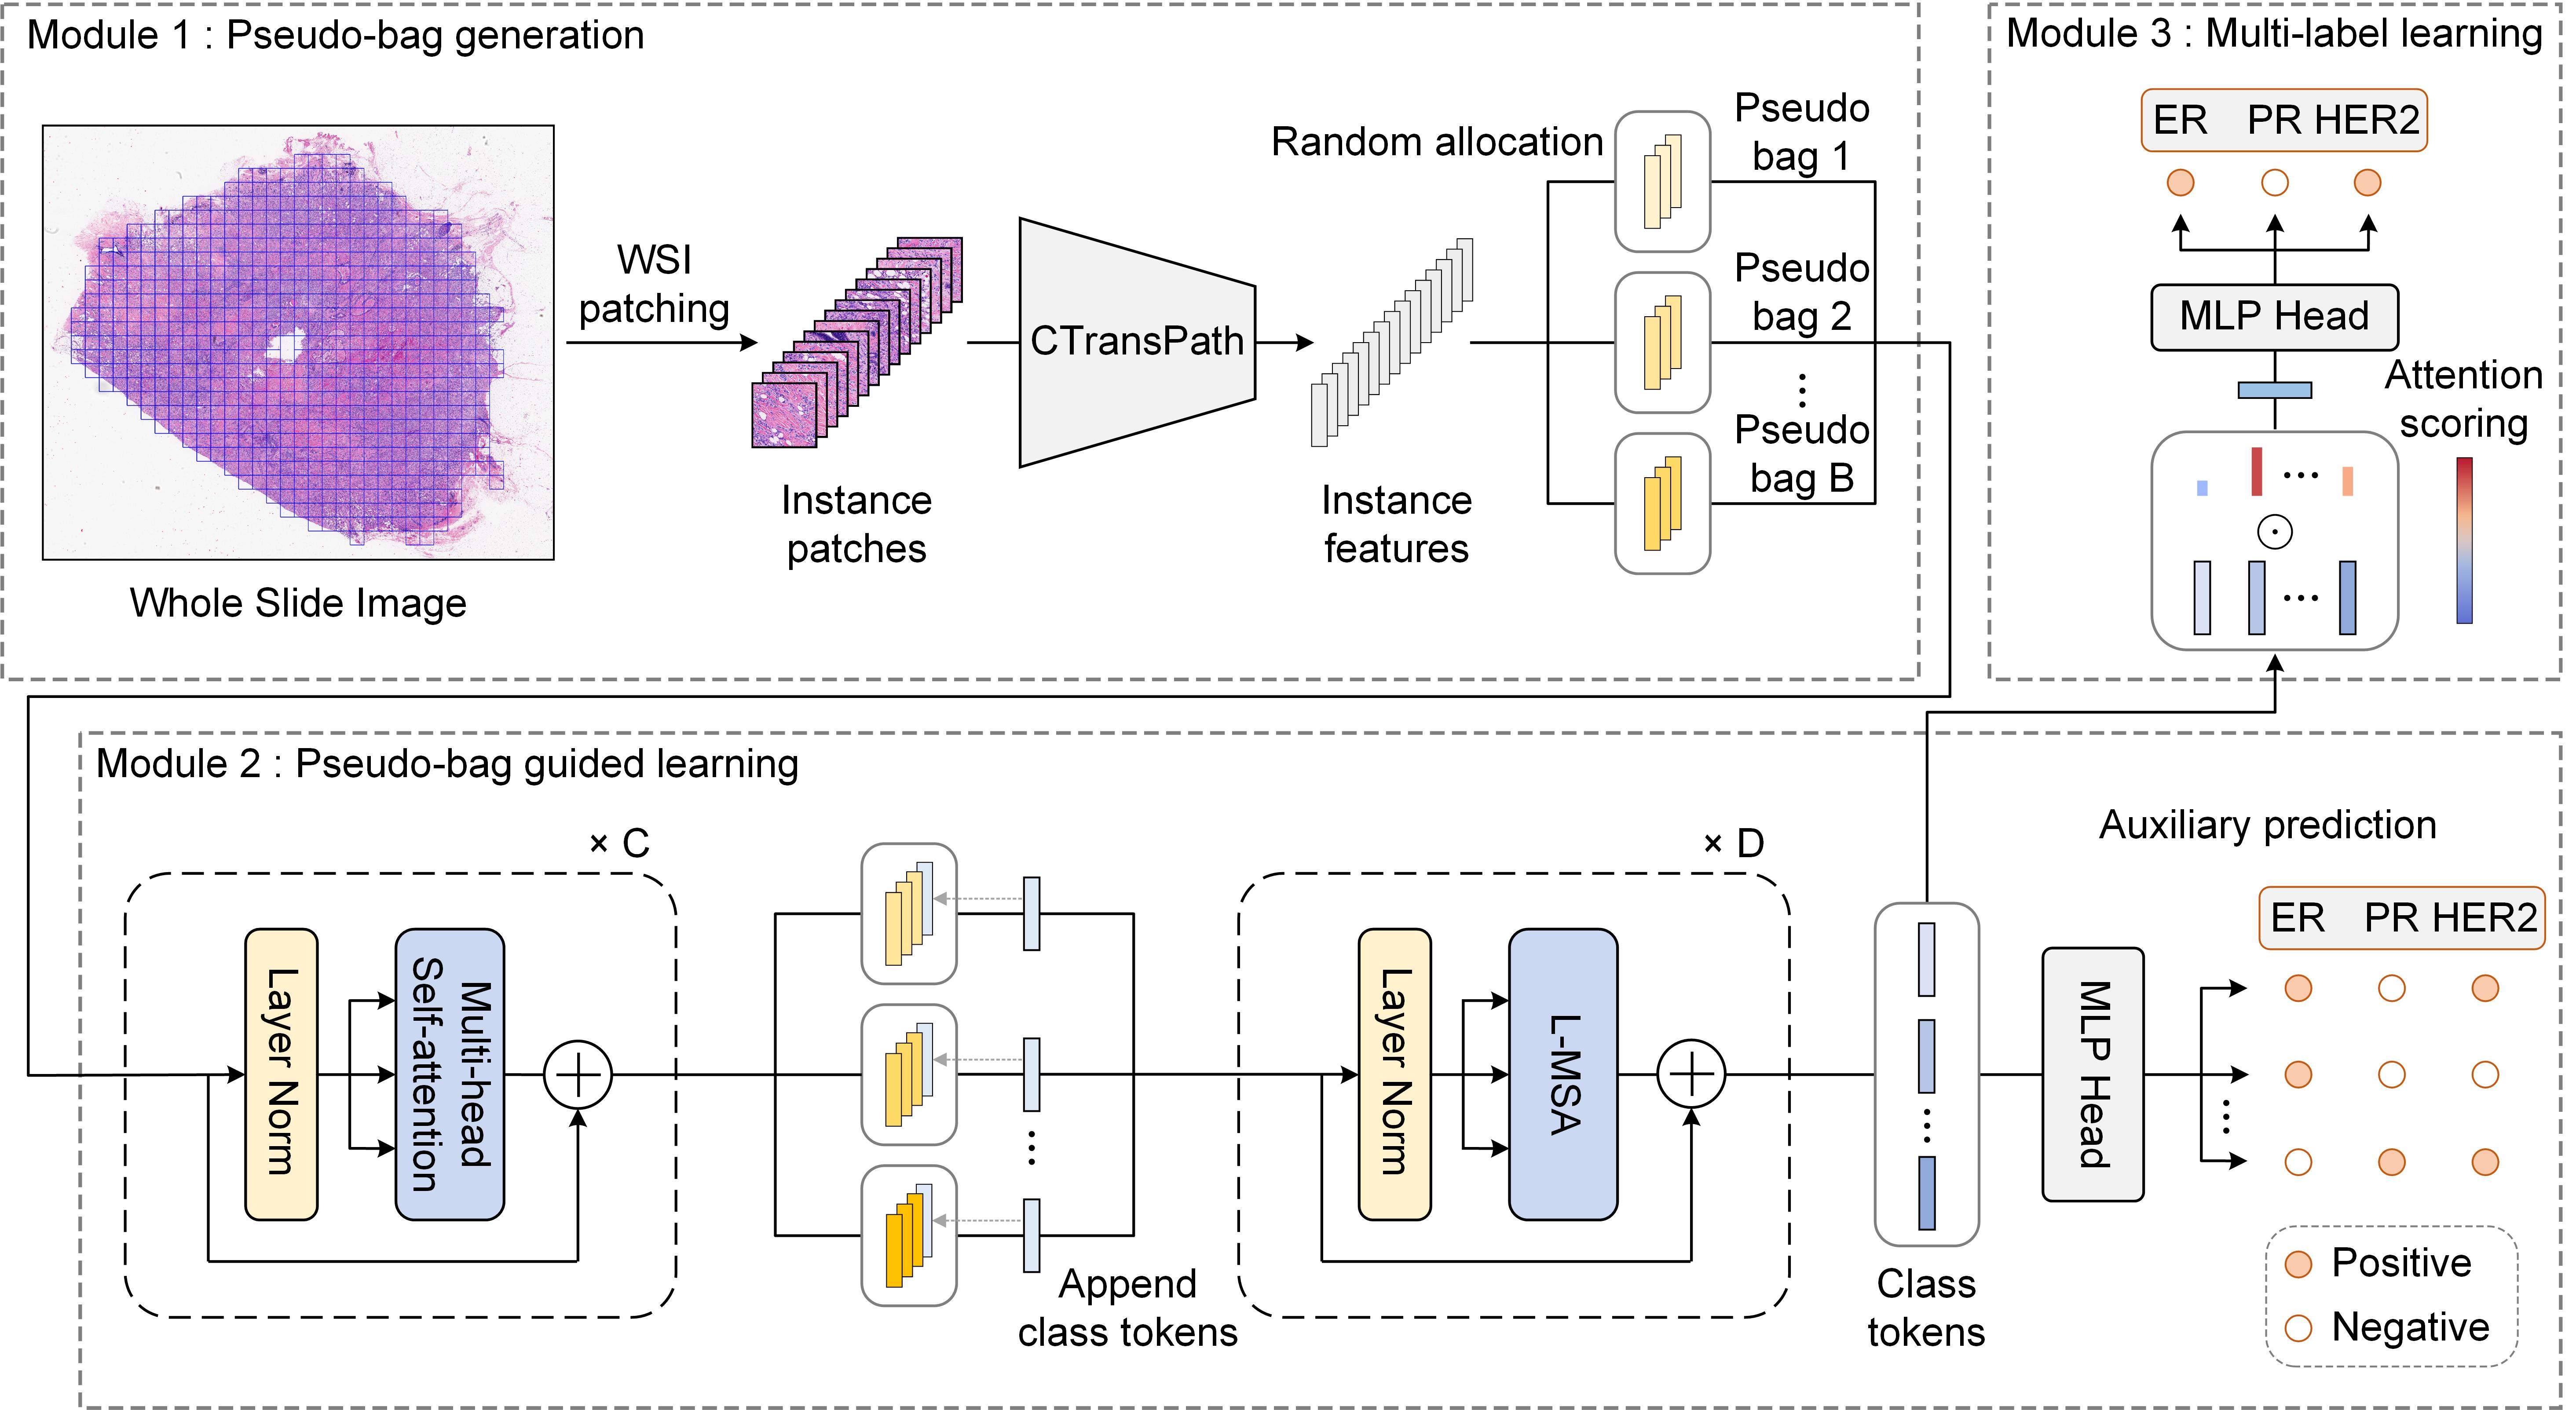 Module 1 : Pseudo-bag generation
Whole Slide Image
WSI
patching
Instance
patches
CTransPath
Instance
features
Random allocation
Pseudo
bag 1
Pseudo
bag 2
Pseudo
bag B
Module 3 : Multi-label learning
ER PR HER2
MLP Head
Attention
scoring
Module 2 : Pseudo-bag guided learning
× C
Layer Norm
Multi-head
Self-attention
Append
class tokens
× D
Layer Norm
L-MSA
Class
tokens
MLP Head
Auxiliary prediction
ER PR HER2
Positive
Negative